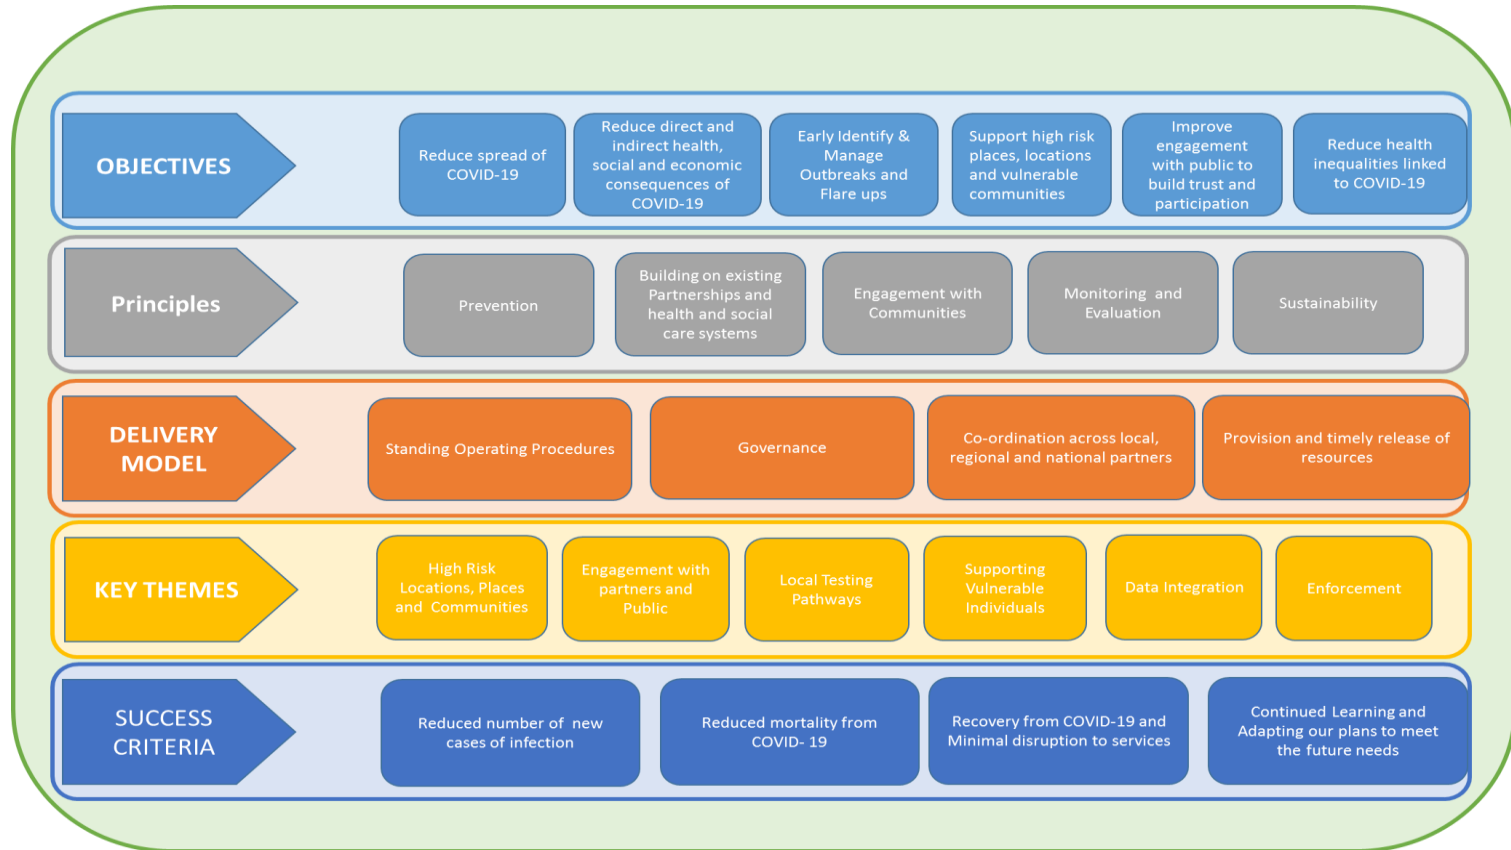 OBJECTIVES
Reduce spread of
COVID-19
Reduce direct and
indirect health,
social and economic
consequences of
COVID-19
Early Identify &
Manage
Outbreaks and
Flare ups
Support high risk
places, locations
and vulnerable
communities
Improve
engagement
with public to
build trust and
participation
Reduce health
inequalities linked
to COVID-19
Principles
Prevention
Building on existing
Partnerships and
health and social
care systems
Engagement with
Communities
Monitoring and
Evaluation
Sustainability
DELIVERY
MODEL
Standing Operating Procedures
Governance
Co-ordination across local,
regional and national partners
Provision and timely release of
resources
KEY THEMES
High Risk
Locations, Places
and Communities
Engagement with
partners and
Public
Local Testing
Pathways
Supporting
Vulnerable
Individuals
Data Integration
Enforcement
SUCCESS
CRITERIA
Reduced number of new
cases of infection
Reduced mortality from
COVID- 19
Recovery from COVID-19 and
Minimal disruption to services
Continued Learning and
Adapting our plans to meet
the future needs